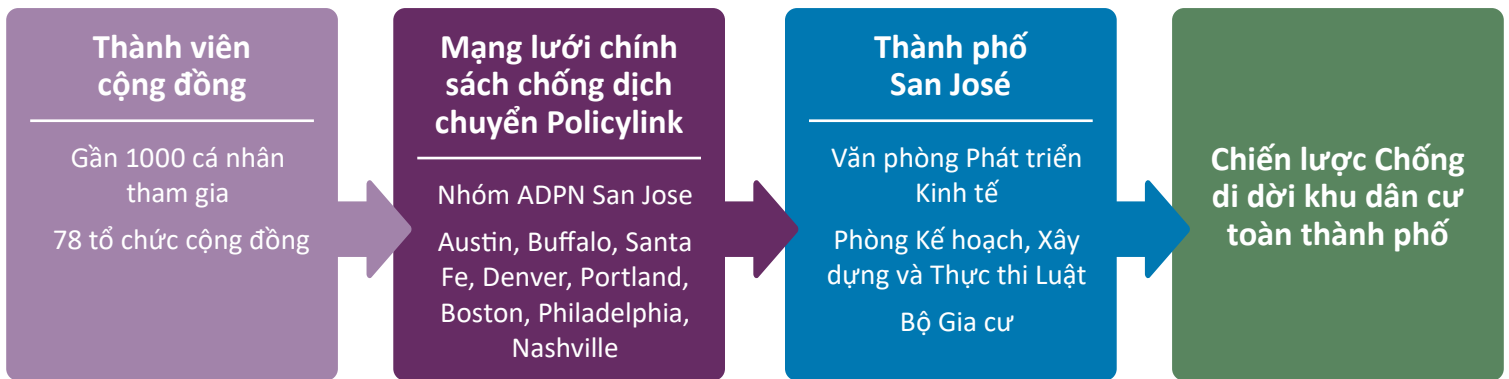 Thành viên
cộng đồng
Gần 1000 cá nhân
tham gia
78 tổ chức cộng đồng
Mạng lưới chính
sách chống dịch
chuyển Policylink
Nhóm ADPN San Jose
Austin, Buffalo, Santa
Fe, Denver, Portland,
Boston, Philadelphia,
Nashville
Thành phố
San José
Văn phòng Phát triển
Kinh tế
Phòng Kế hoạch, Xây
dựng và Thực thi Luật
Bộ Gia cư
Chiến lược Chống
di dời khu dân cư
toàn thành phố